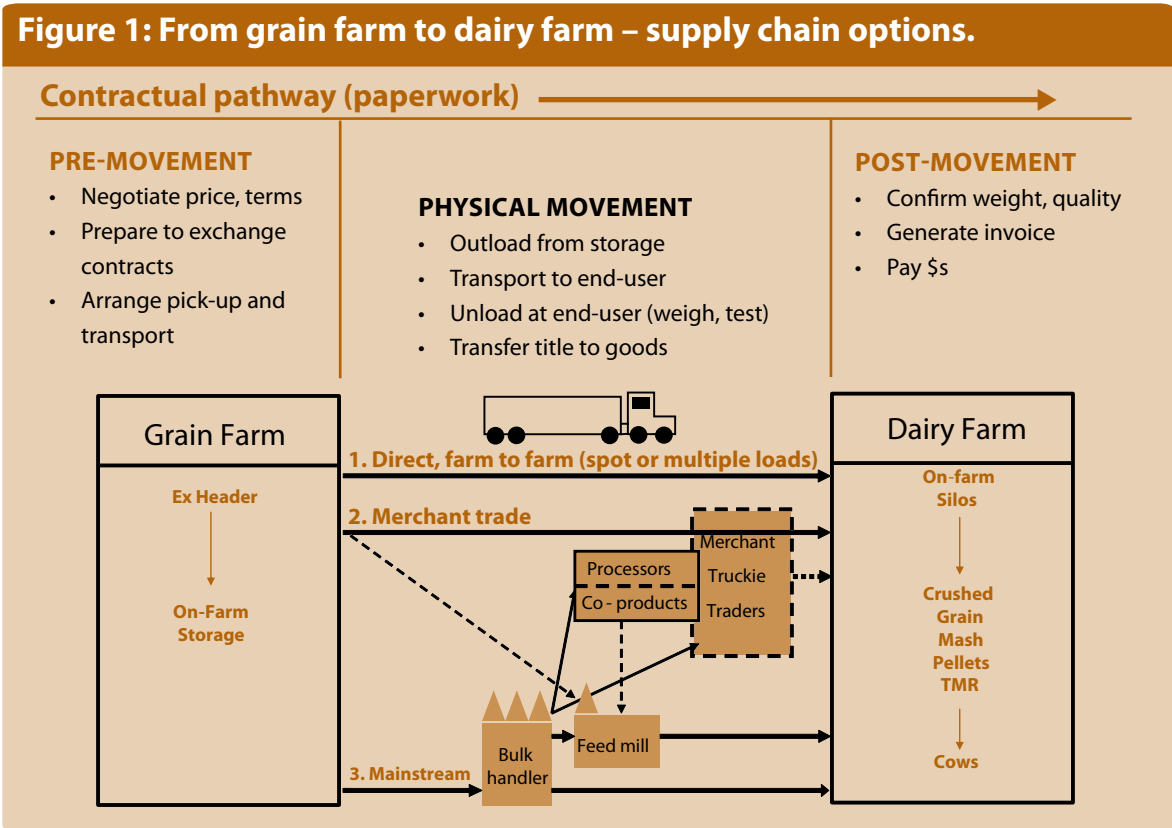 Figure 1: From grain farm to dairy farm – supply chain options.
Contractual pathway (paperwork)
PRE-MOVEMENT
• Negotiate price, terms
• Prepare to exchange
contracts
• Arrange pick-up and
transport
PHYSICAL MOVEMENT
• Outload from storage
• Transport to end-user
• Unload at end-user (weigh, test)
• Transfer title to goods
POST-MOVEMENT
• Confirm weight, quality
• Generate invoice
• Pay $s
Grain Farm
Ex Header
On-Farm
Storage
1. Direct, farm to farm (spot or multiple loads)
2. Merchant trade
Merchant
Truckie
Traders
Processors
Co - products
Feed mill
Bulk
handler
3. Mainstream
Dairy Farm
On-farm
Silos
Crushed
Grain
Mash
Pellets
TMR
Cows